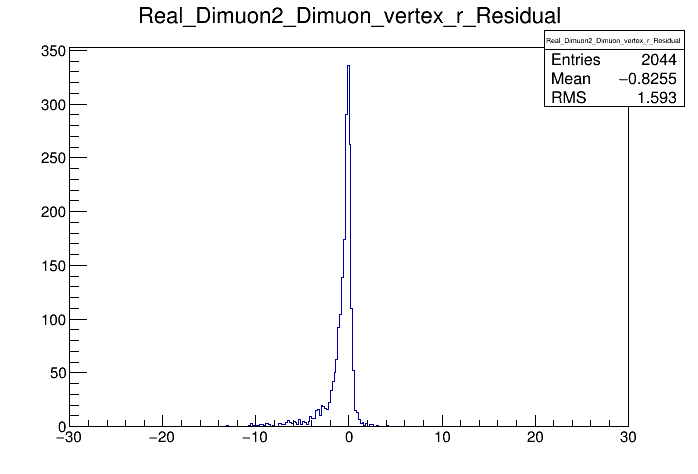 Real_Dimuon2_Dimuon_vertex_r_Residual
Real_Dimuon2_Dimuon_vertex_r_Residual
Entries 2044
Mean −0.8255
RMS 1.593
350
300
250
200
150
100
50
0
−30 −20 −10 0 10 20 30